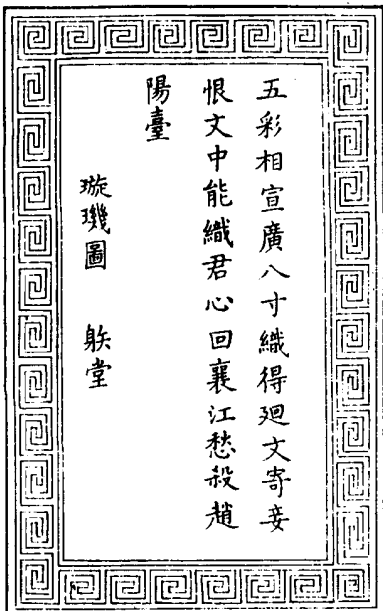 五彩相宣廣八寸織得廻文寄妾
恨文中能織君心回襄江愁殺趙
陽臺
璇璣圖　躲堂